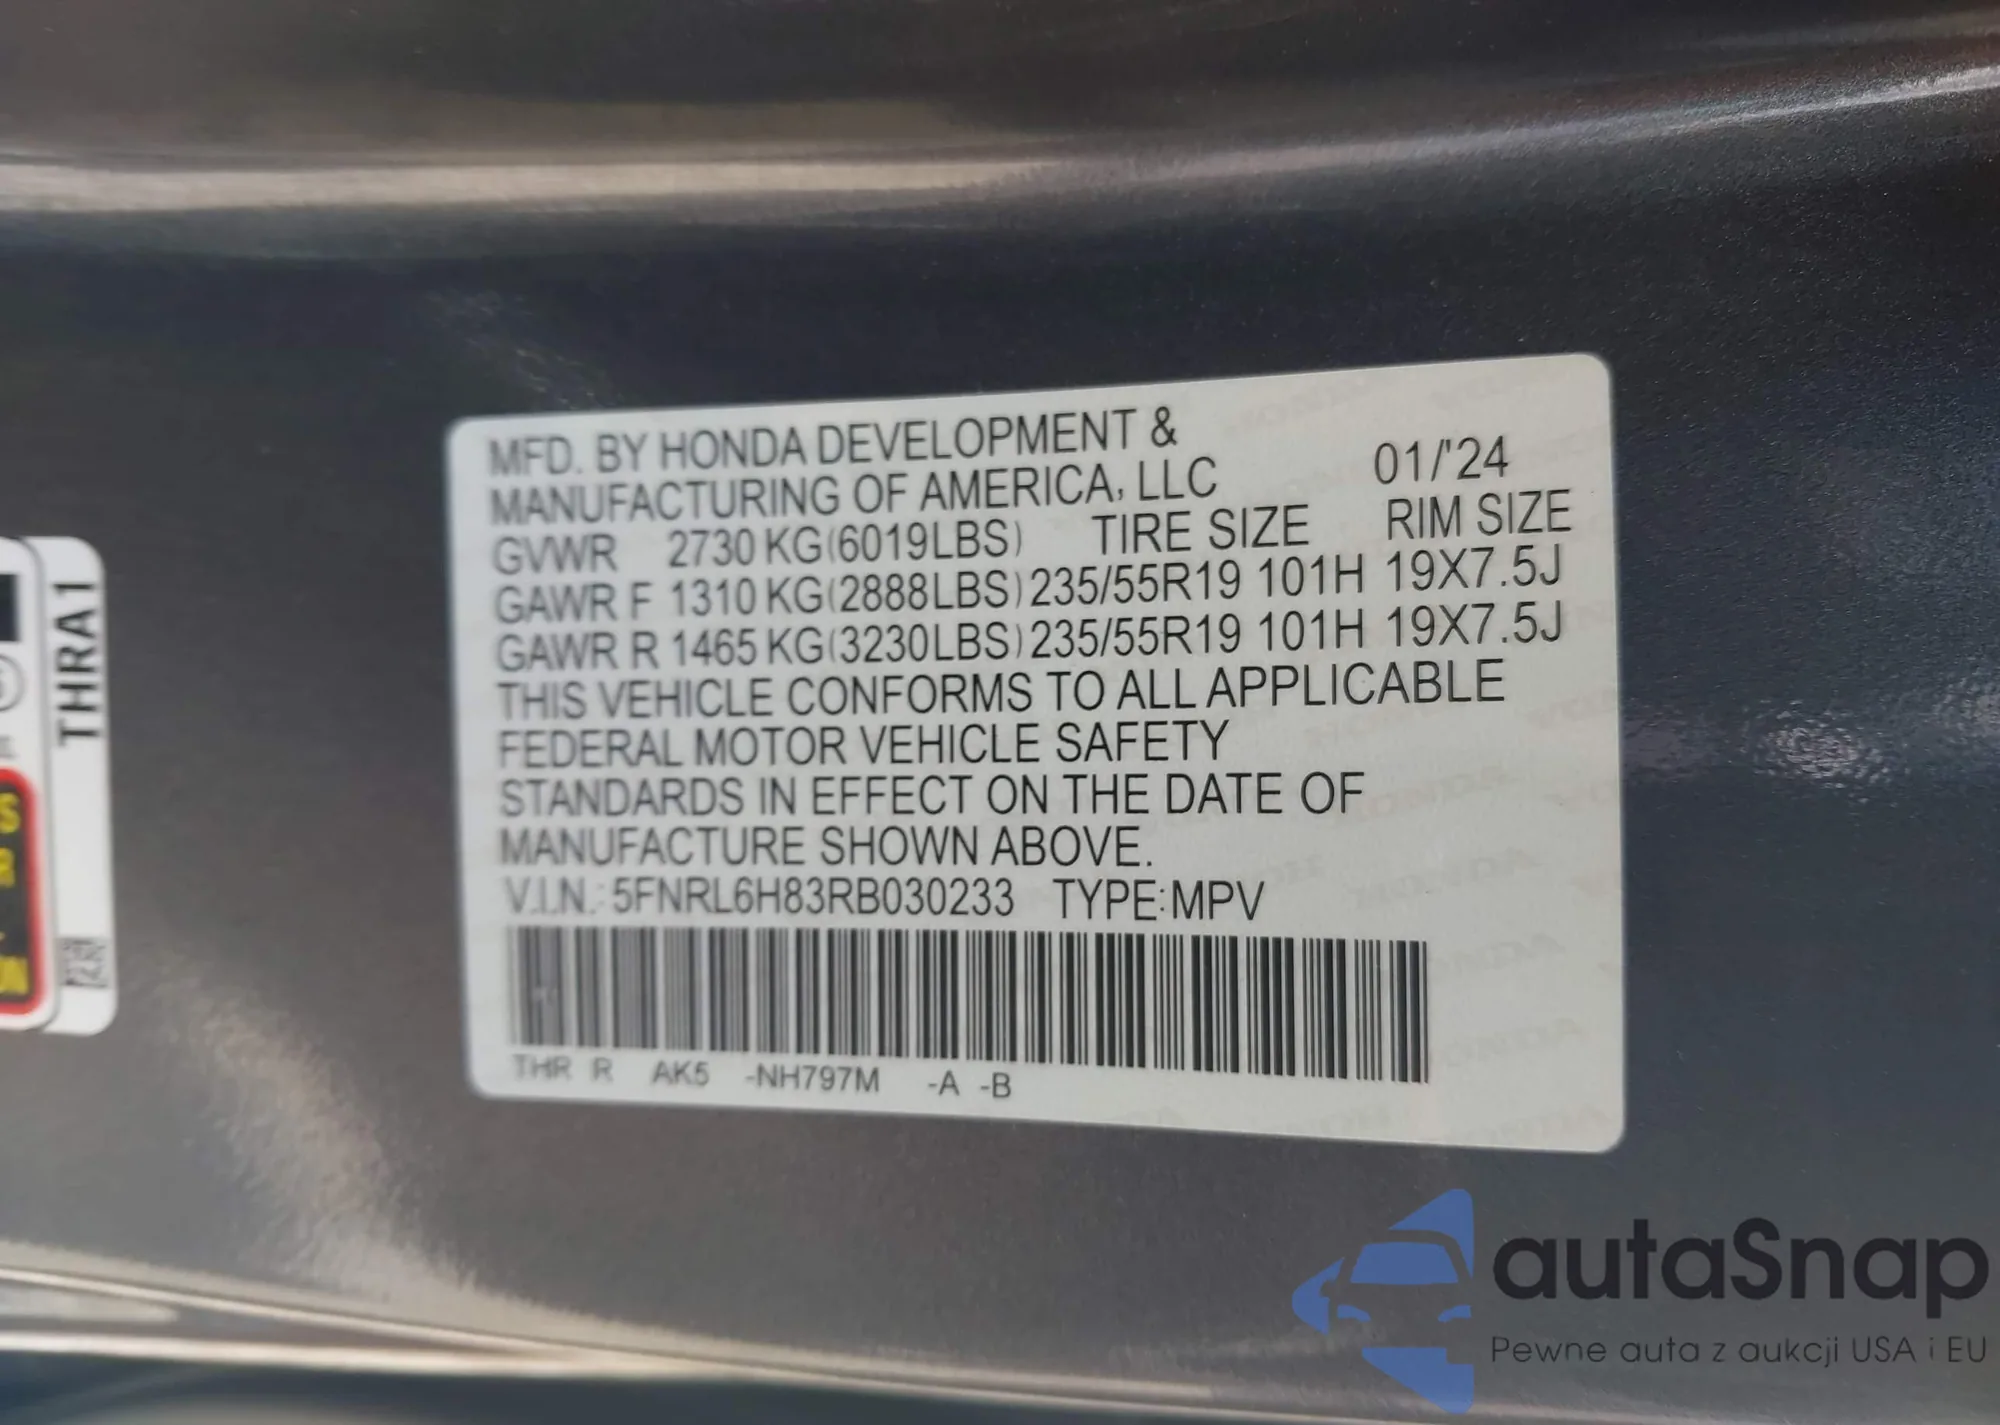 MFD. BY HONDA DEVELOPMENT &
MANUFACTURING OF AMERICA, LLC 01/'24
GVWR 2730 KG(6019LBS) TIRE SIZE RIM SIZE
GAWR F 1310 KG(2888LBS) 235/55R19 101H 19X7.5J
GAWR R 1465 KG(3230LBS) 235/55R19 101H 19X7.5J
THIS VEHICLE CONFORMS TO ALL APPLICABLE
FEDERAL MOTOR VEHICLE SAFETY
STANDARDS IN EFFECT ON THE DATE OF
MANUFACTURE SHOWN ABOVE.
V.I.N.: 5FNRL6H83RB030233 TYPE:MPV
THR R AK5 -NH797M -A -B
THRA1
autaSnap
Pewne auta z aukcji USA i EU